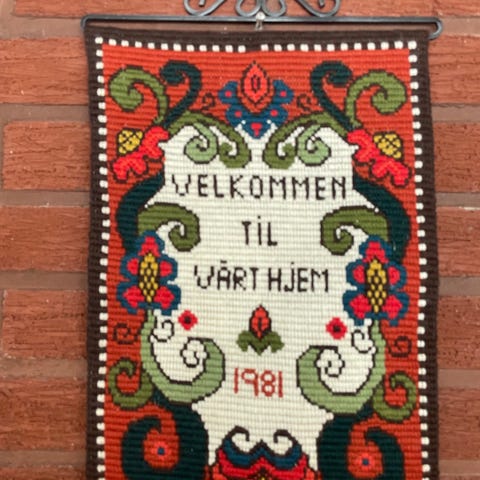 VELKOMMEN
TIL
VÅRT HJEM
1981